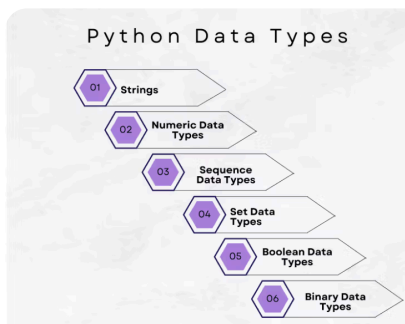 Python Data Types
01 Strings
02 Numeric Data
Types
03 Sequence
Data Types
04 Set Data
Types
05 Boolean Data
Types
06 Binary Data
Types